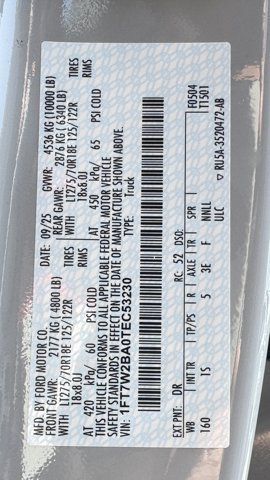 MFD. BY FORD MOTOR CO.
DATE: 09/25 GVWR: 4536 KG (10000 LB)
FRONT GAWR: 2177 KG (4800 LB) REAR GAWR: 2876 KG (6340 LB)
WITH LT275/70R18E 125/122R TIRES WITH LT275/70R18E 125/122R TIRES
18x8.0J RIMS 18x8.0J RIMS
AT 420 kPa/ 60 PSI COLD AT 450 kPa/ 65 PSI COLD
THIS VEHICLE CONFORMS TO ALL APPLICABLE FEDERAL MOTOR VEHICLE
SAFETY STANDARDS IN EFFECT ON THE DATE OF MANUFACTURE SHOWN ABOVE.
VIN: 1FT7W2BA0TEC53230 TYPE: Truck
F0504
T1501
EXT PNT: DR RC: 52 DSO:
WB INT TR TP/PS R AXLE TR SPR
160 1S 5 3E F NNLL
ULC
▽ RU5A-3520472-AB